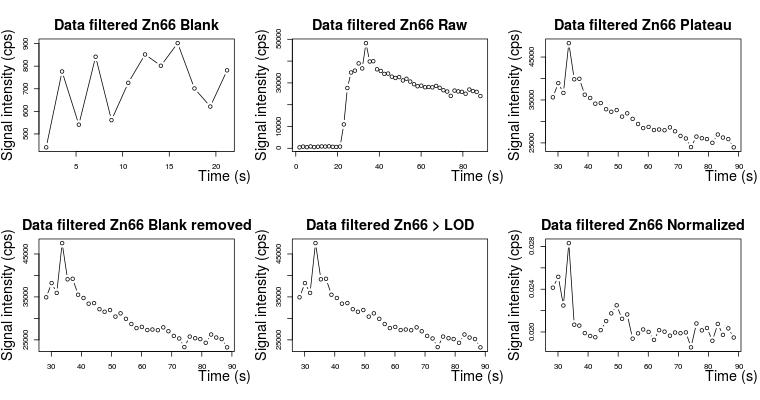 Data filtered Zn66 Blank
Signal intensity (cps)
500 600 700 800 900
5 10 15 20
Time (s)
Data filtered Zn66 Raw
Signal intensity (cps)
0 10000 30000 50000
0 20 40 60 80
Time (s)
Data filtered Zn66 Plateau
Signal intensity (cps)
25000 35000 45000
30 40 50 60 70 80 90
Time (s)
Data filtered Zn66 Blank removed
Signal intensity (cps)
25000 35000 45000
30 40 50 60 70 80 90
Time (s)
Data filtered Zn66 > LOD
Signal intensity (cps)
25000 35000 45000
30 40 50 60 70 80 90
Time (s)
Data filtered Zn66 Normalized
Signal intensity (cps)
0.020 0.024 0.028
30 40 50 60 70 80 90
Time (s)